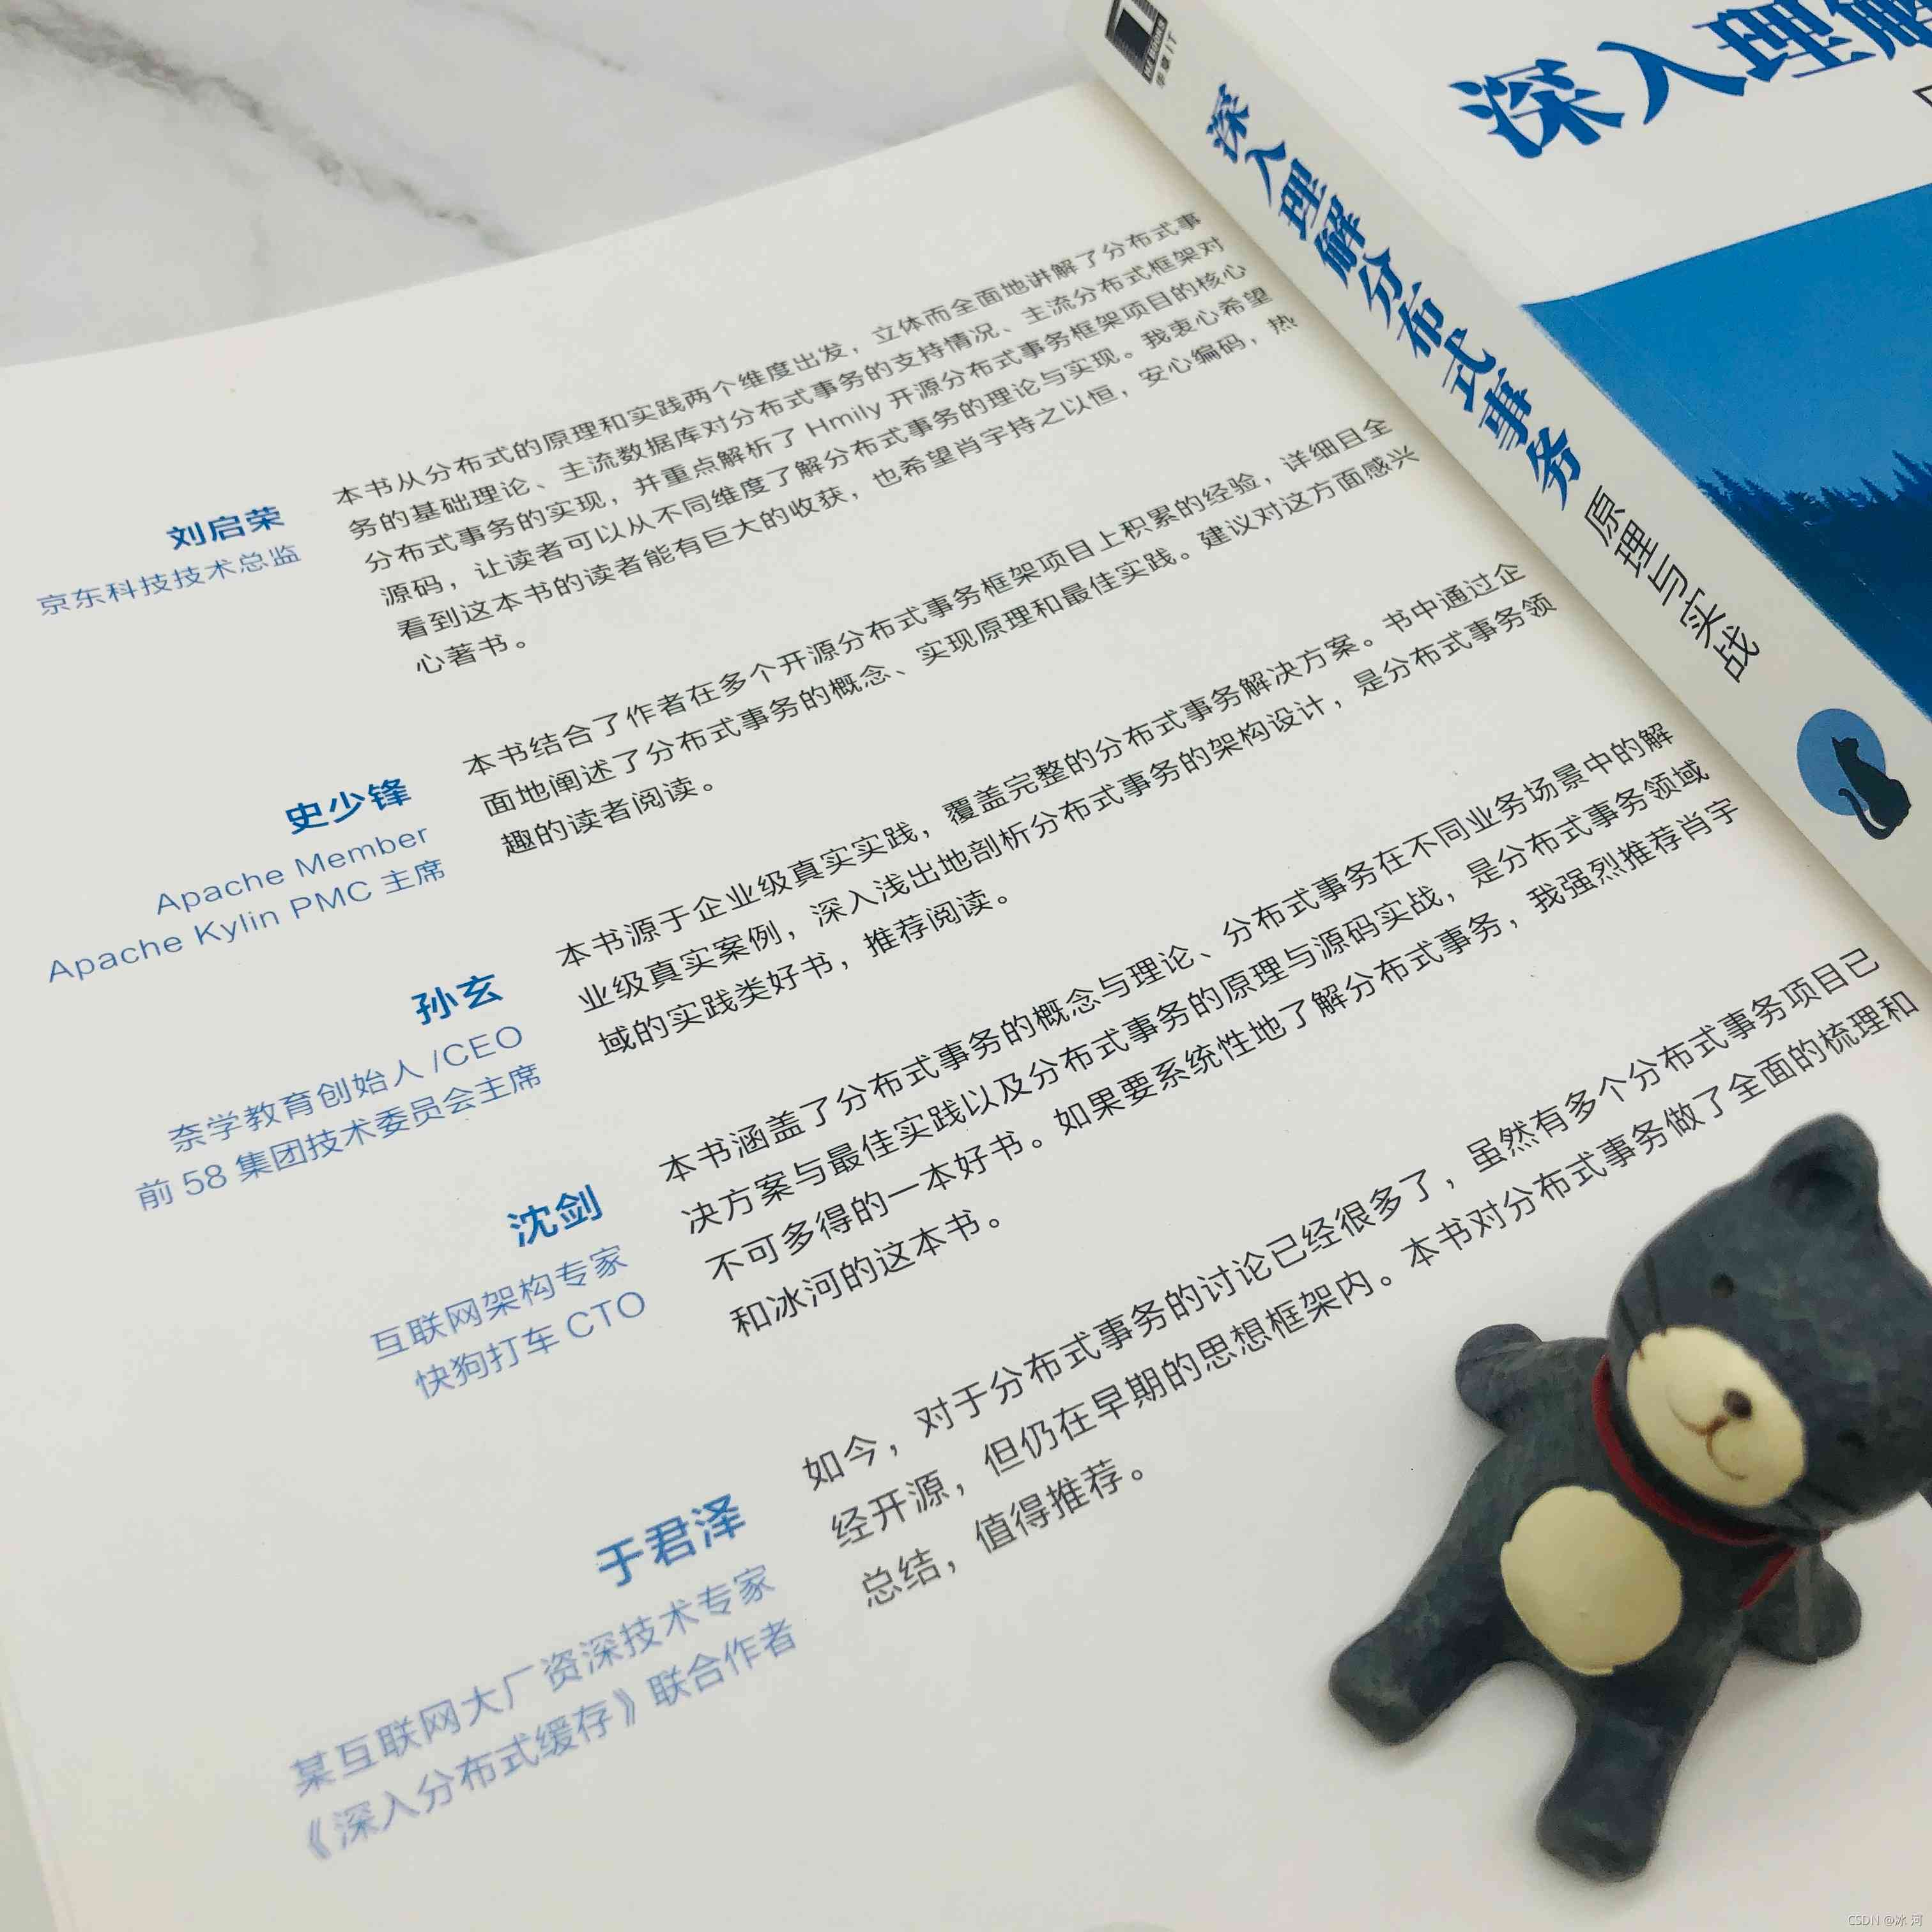 刘启荣
京东科技技术总监
本书从分布式的原理和实践两个维度出发，立体而全面地讲解了分布式事
务的基础理论、主流数据库对分布式事务的支持情况、主流分布式框架对
分布式事务的实现，并重点解析了 Hmily 开源分布式事务框架项目的核心
源码，让读者可以从不同维度了解分布式事务的理论与实现。我衷心希望
看到这本书的读者能有巨大的收获，也希望肖宇持之以恒，安心编码，热
心著书。
史少锋
Apache Member
Apache Kylin PMC 主席
本书结合了作者在多个开源分布式事务框架项目上积累的经验，详细且全
面地阐述了分布式事务的概念、实现原理和最佳实践。建议对这方面感兴
趣的读者阅读。
孙玄
奈学教育创始人 /CEO
前 58 集团技术委员会主席
本书源于企业级真实实践，覆盖完整的分布式事务解决方案。书中通过企
业级真实案例，深入浅出地剖析分布式事务的架构设计，是分布式事务领
域的实践类好书，推荐阅读。
沈剑
互联网架构专家
快狗打车 CTO
本书涵盖了分布式事务的概念与理论、分布式事务在不同业务场景中的解
决方案与最佳实践以及分布式事务的原理与源码实战，是分布式事务领域
不可多得的一本好书。如果要系统性地了解分布式事务，我强烈推荐肖宇
和冰河的这本书。
于君泽
某互联网大厂资深技术专家
《深入分布式缓存》联合作者
如今，对于分布式事务的讨论已经很多了，虽然有多个分布式事务项目已
经开源，但仍在早期的思想框架内。本书对分布式事务做了全面的梳理和
总结，值得推荐。
华章IT
深入理解分布式事务 原理与实战
深入理解
CSDN @冰 河